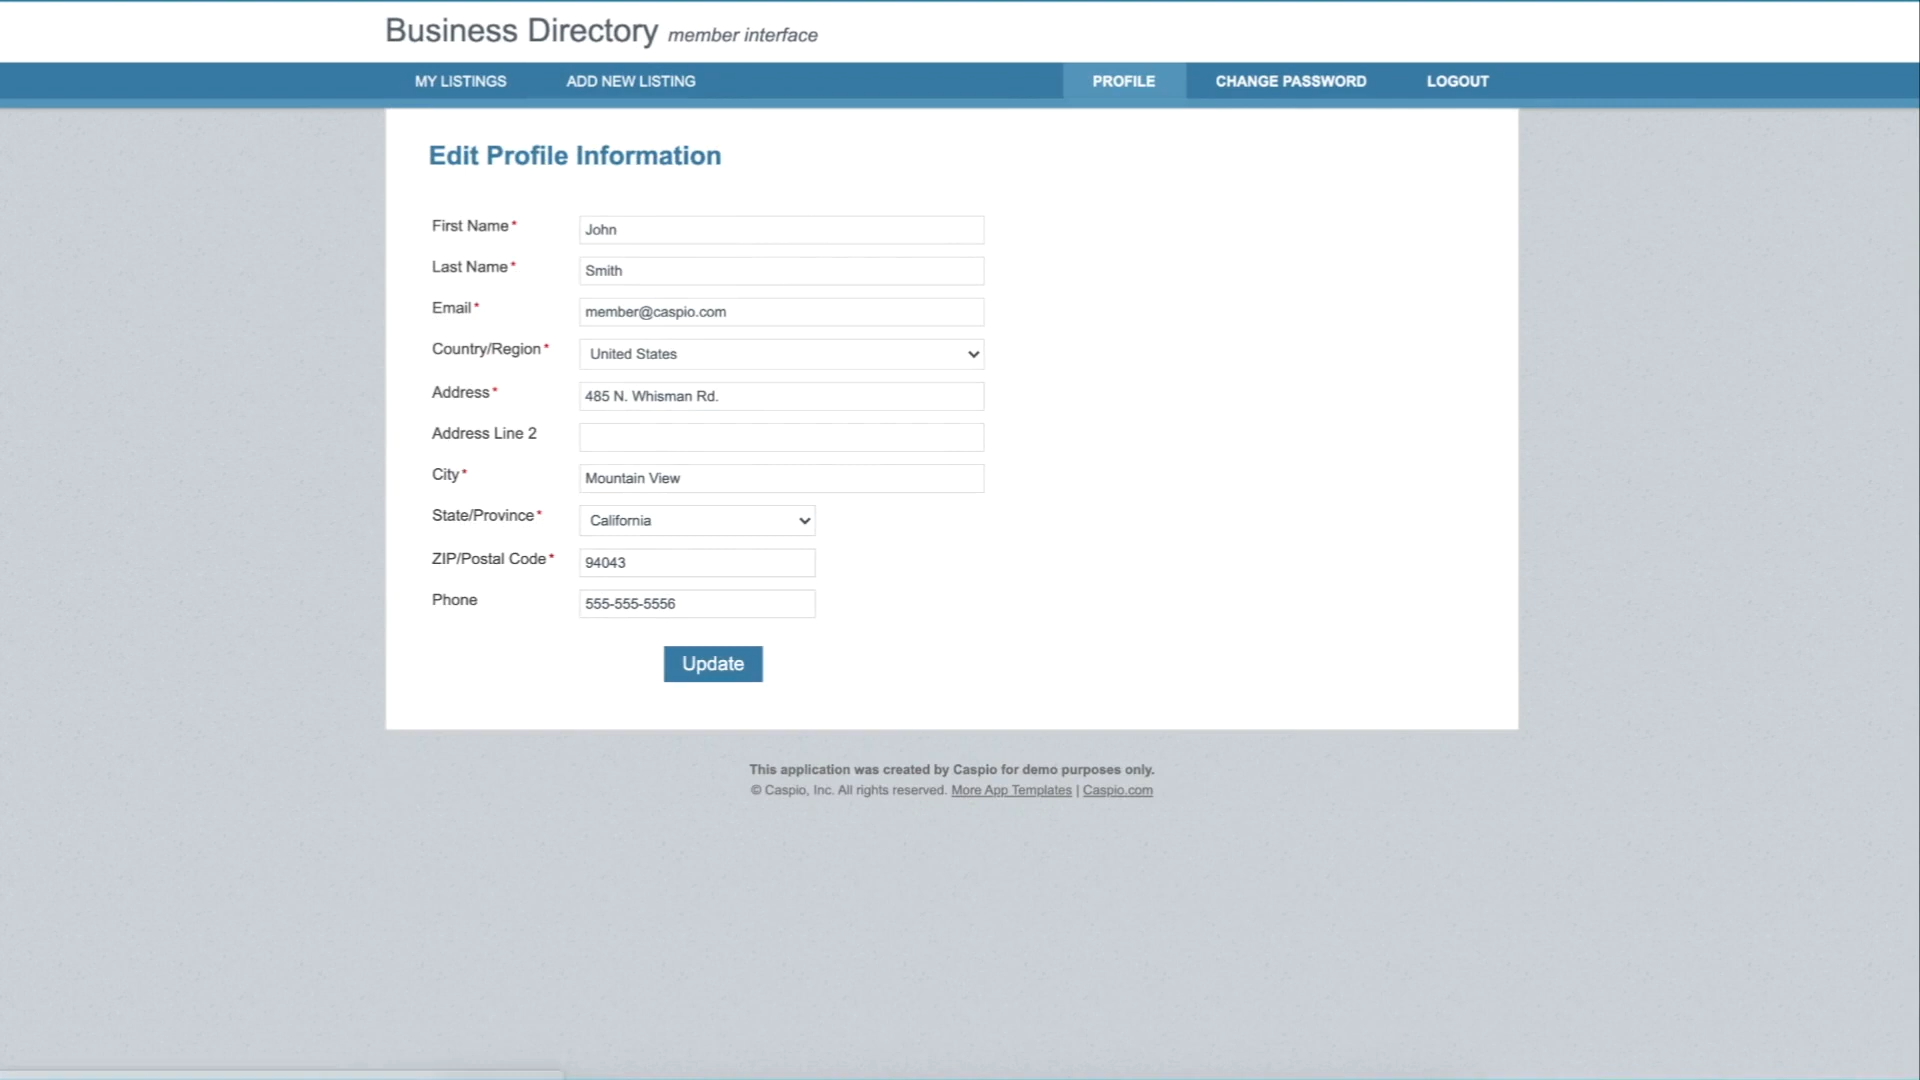 Business Directory member interface
MY LISTINGS ADD NEW LISTING PROFILE CHANGE PASSWORD LOGOUT
Edit Profile Information
First Name* John
Last Name* Smith
Email* member@caspio.com
Country/Region* United States
Address* 485 N. Whisman Rd.
Address Line 2
City* Mountain View
State/Province* California
ZIP/Postal Code* 94043
Phone 555-555-5556
Update
This application was created by Caspio for demo purposes only.
© Caspio, Inc. All rights reserved. More App Templates | Caspio.com